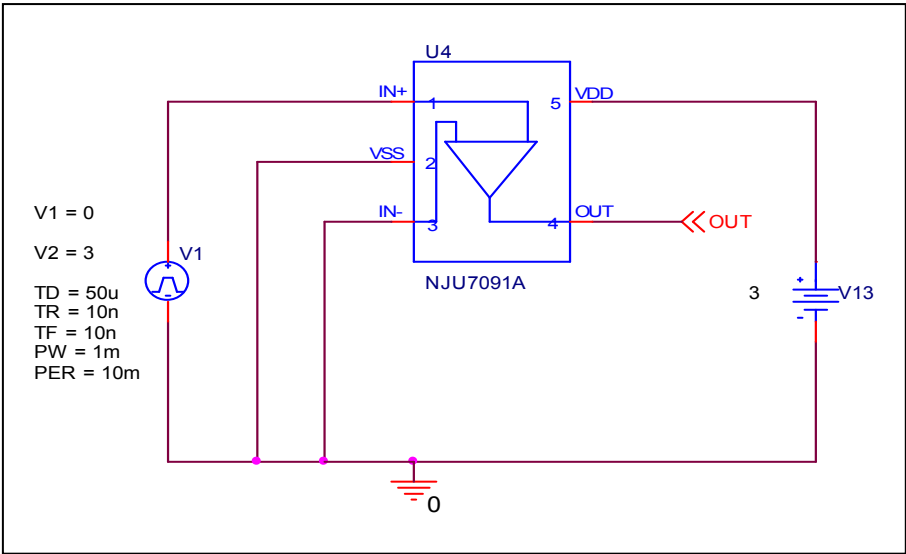 U4
IN+
1
5
VDD
VSS
2
IN-
3
4
OUT
OUT
NJU7091A
V1 = 0
V2 = 3
V1
TD = 50u
TR = 10n
TF = 10n
PW = 1m
PER = 10m
+
-
3
+
-
V13
0